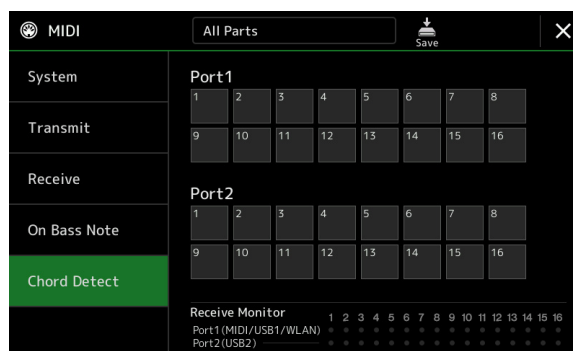 MIDI
All Parts
Save
System
Transmit
Receive
On Bass Note
Chord Detect
Port1
1 2 3 4 5 6 7 8
9 10 11 12 13 14 15 16
Port2
1 2 3 4 5 6 7 8
9 10 11 12 13 14 15 16
Receive Monitor 1 2 3 4 5 6 7 8 9 10 11 12 13 14 15 16
Port1(MIDI/USB1/WLAN)
Port2(USB2)